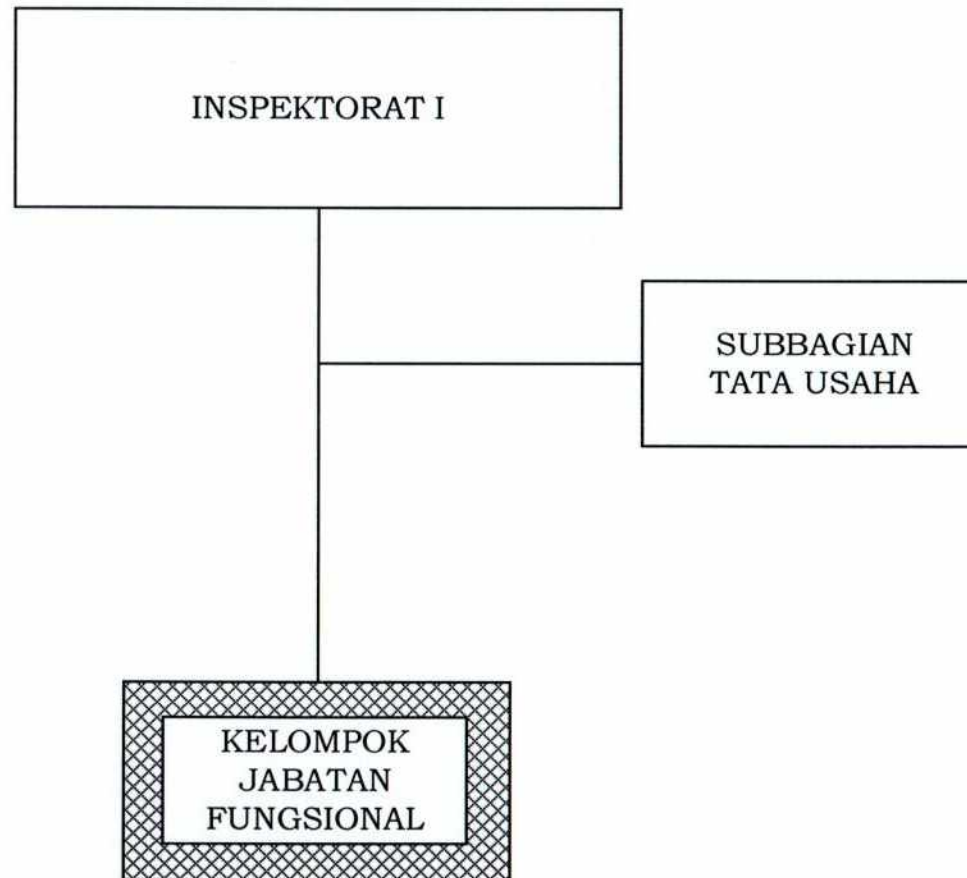 INSPEKTORAT I
SUBBAGIAN
TATA USAHA
KELOMPOK
JABATAN
FUNGSIONAL